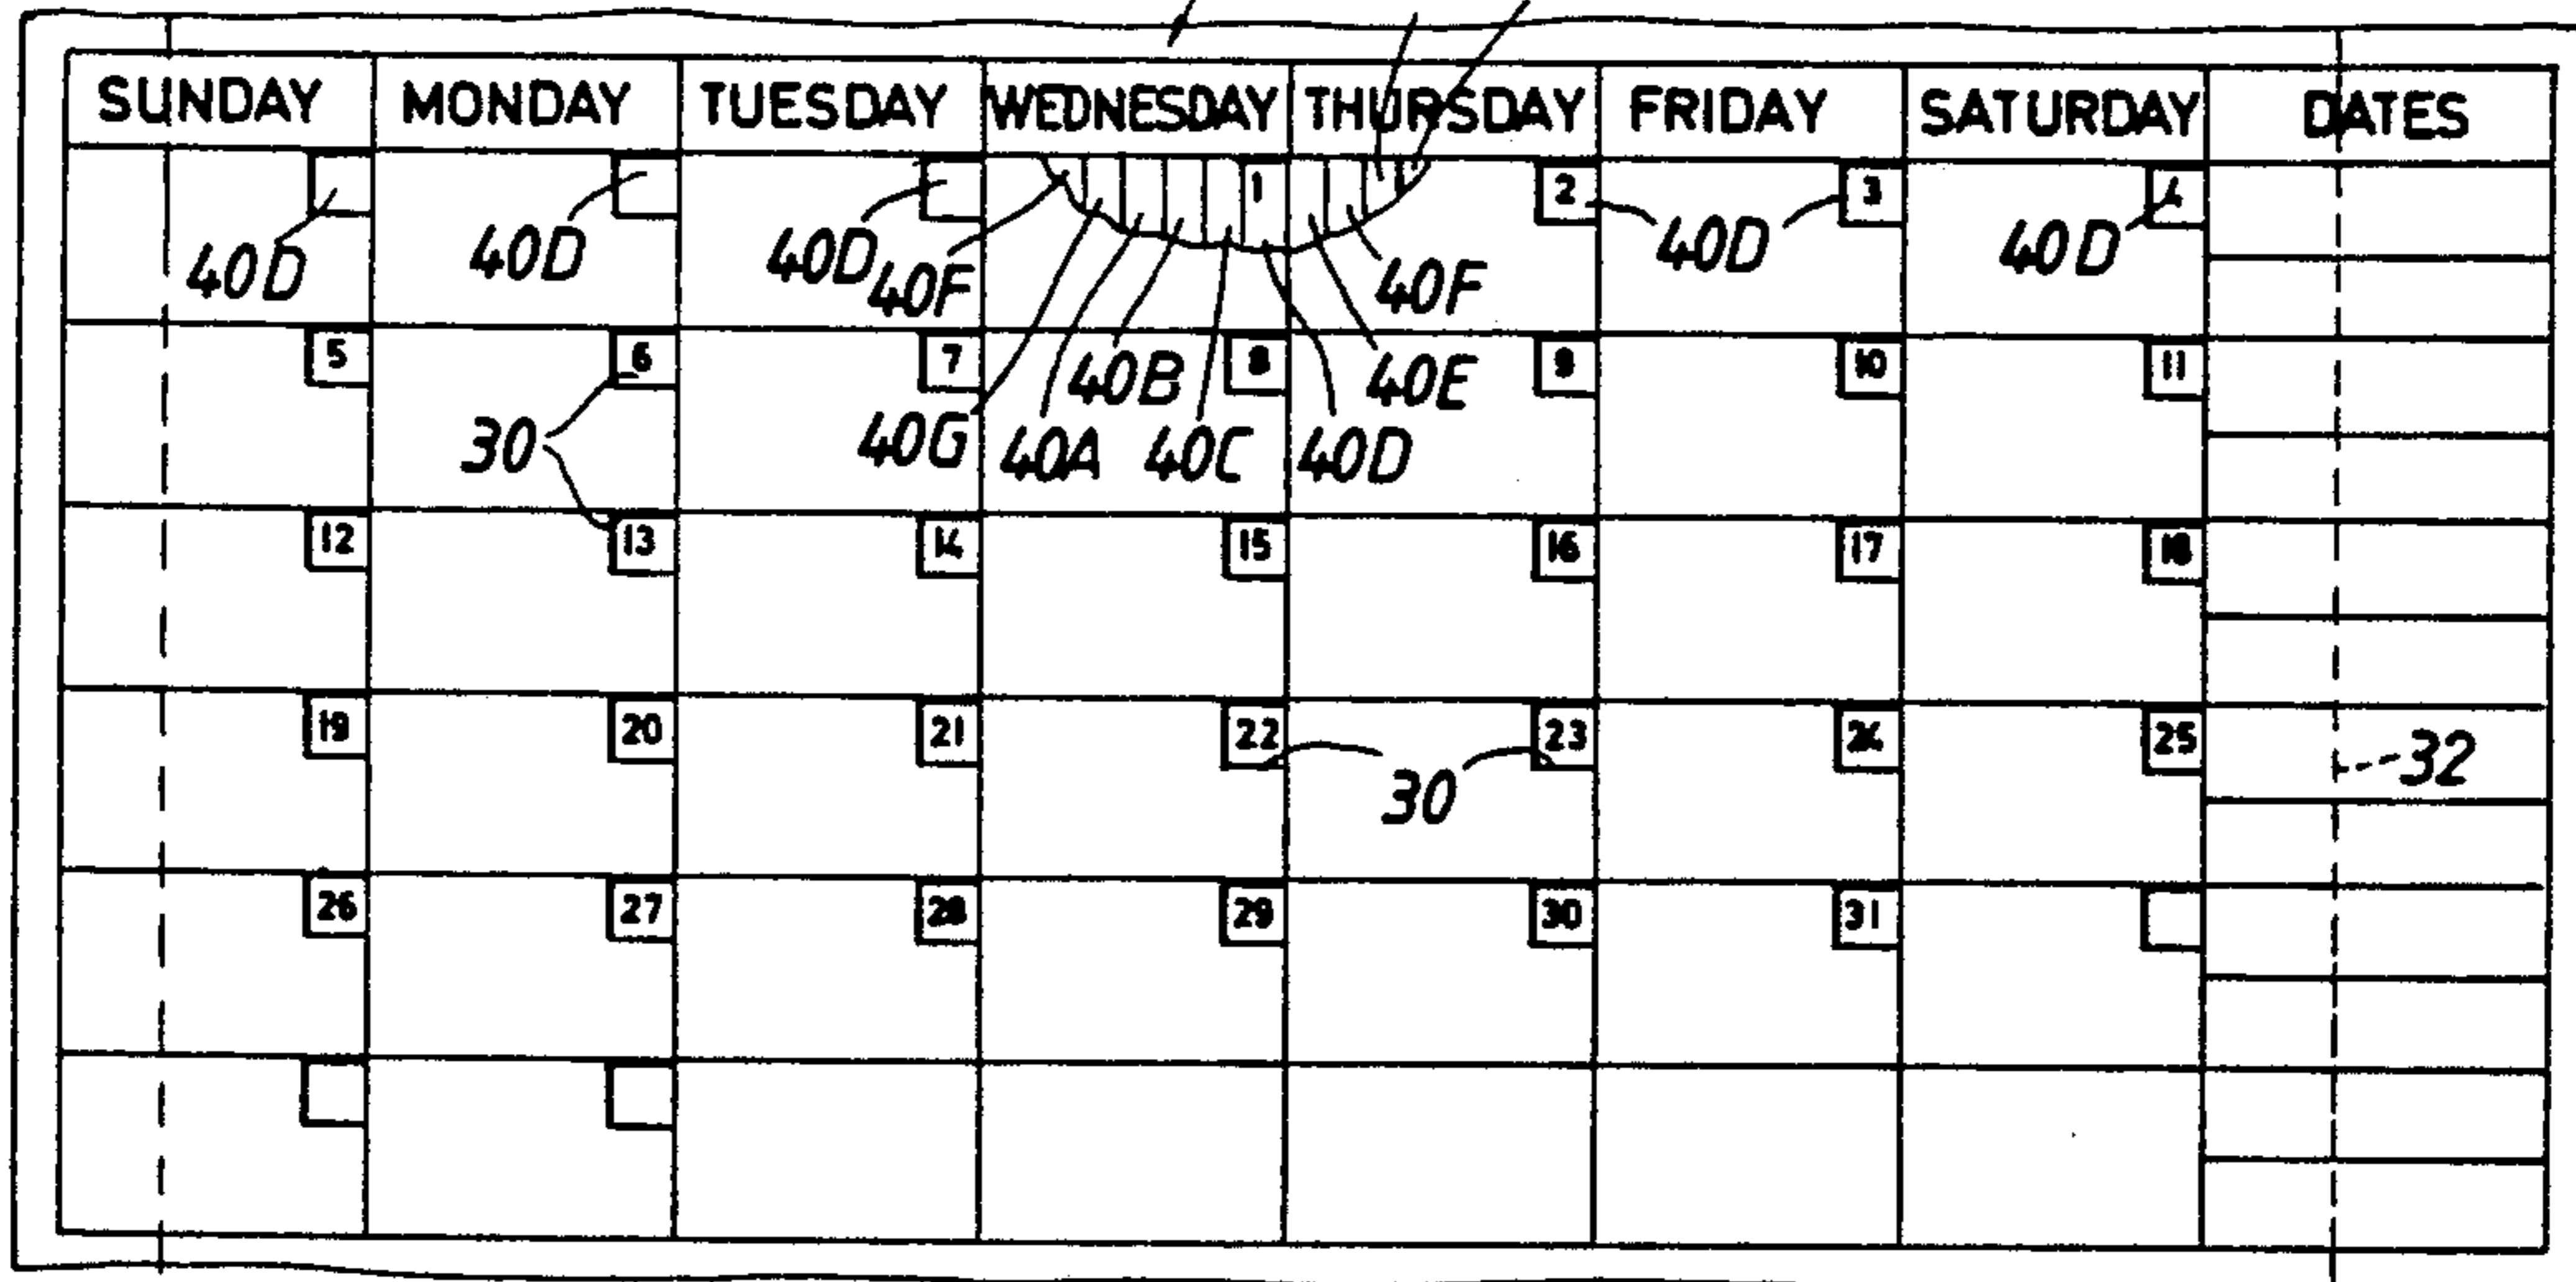 SUNDAY MONDAY TUESDAY WEDNESDAY THURSDAY FRIDAY SATURDAY DATES
1 2 3 4
40D 40D 40D 40F 40F 40D 40D
5 6 7 8 9 10 11
40B 40E
30 40G 40A 40C 40D
12 13 14 15 16 17 18
19 20 21 22 23 24 25
30 32
26 27 28 29 30 31